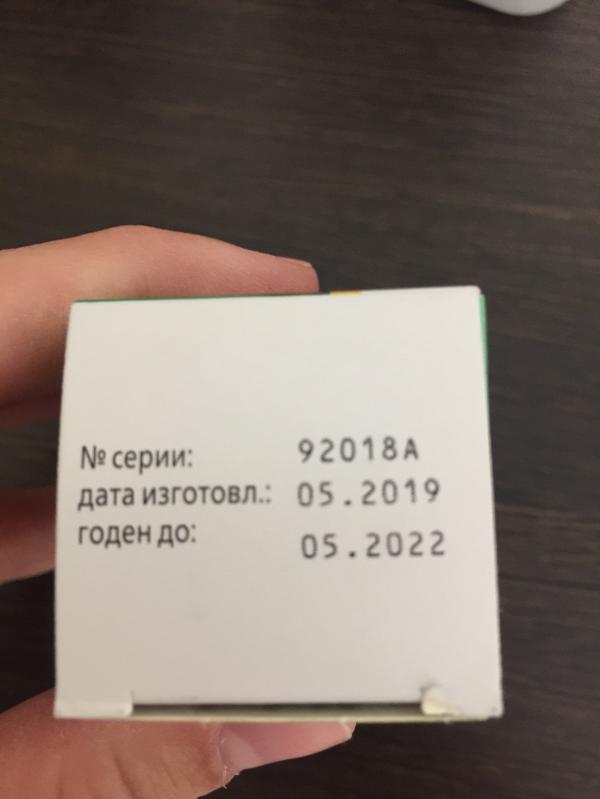 № серии: 92018A
дата изготовл.: 05.2019
годен до: 05.2022